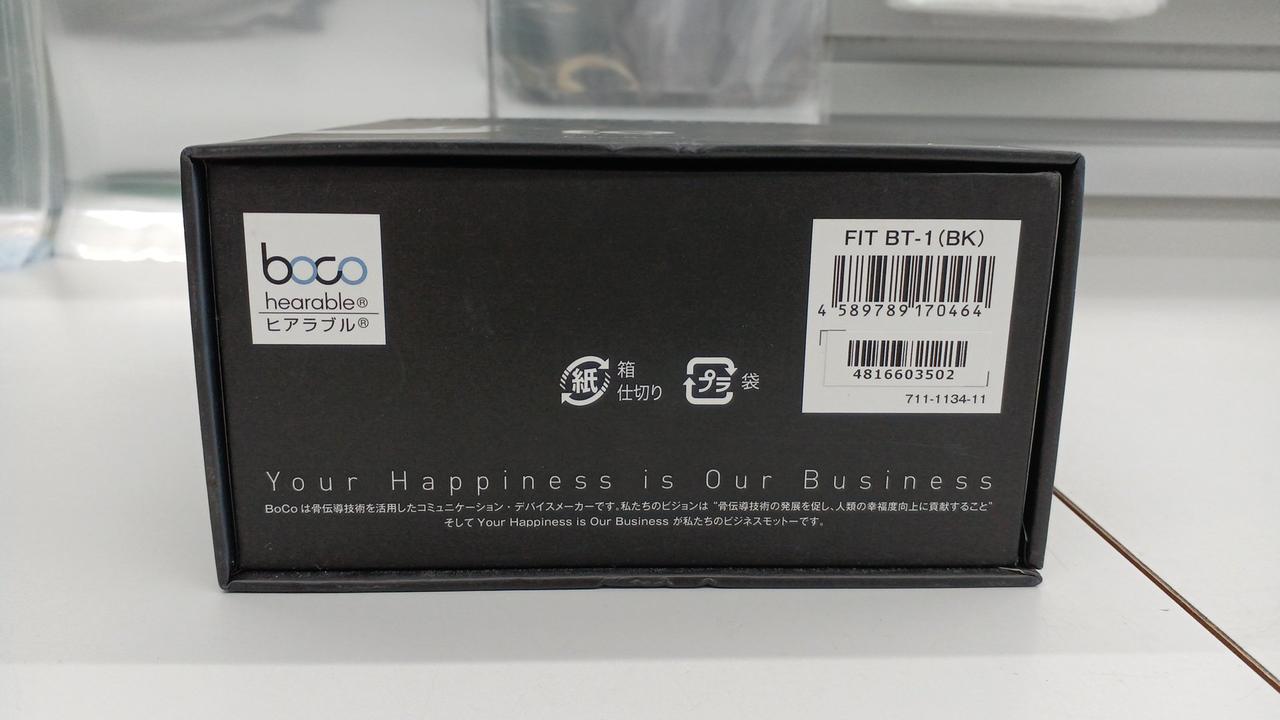 boco
hearable®
ヒアラブル®
FIT BT-1(BK)
4 589789 170464
4816603502
711-1134-11
紙
箱
仕切り
プラ
袋
Your Happiness is Our Business
BoCo は骨伝導技術を活用したコミュニケーション・デバイスメーカーです。私たちのビジョンは "骨伝導技術の発展を促し、人類の幸福度向上に貢献すること"
そして Your Happiness is Our Business が私たちのビジネスモットーです。